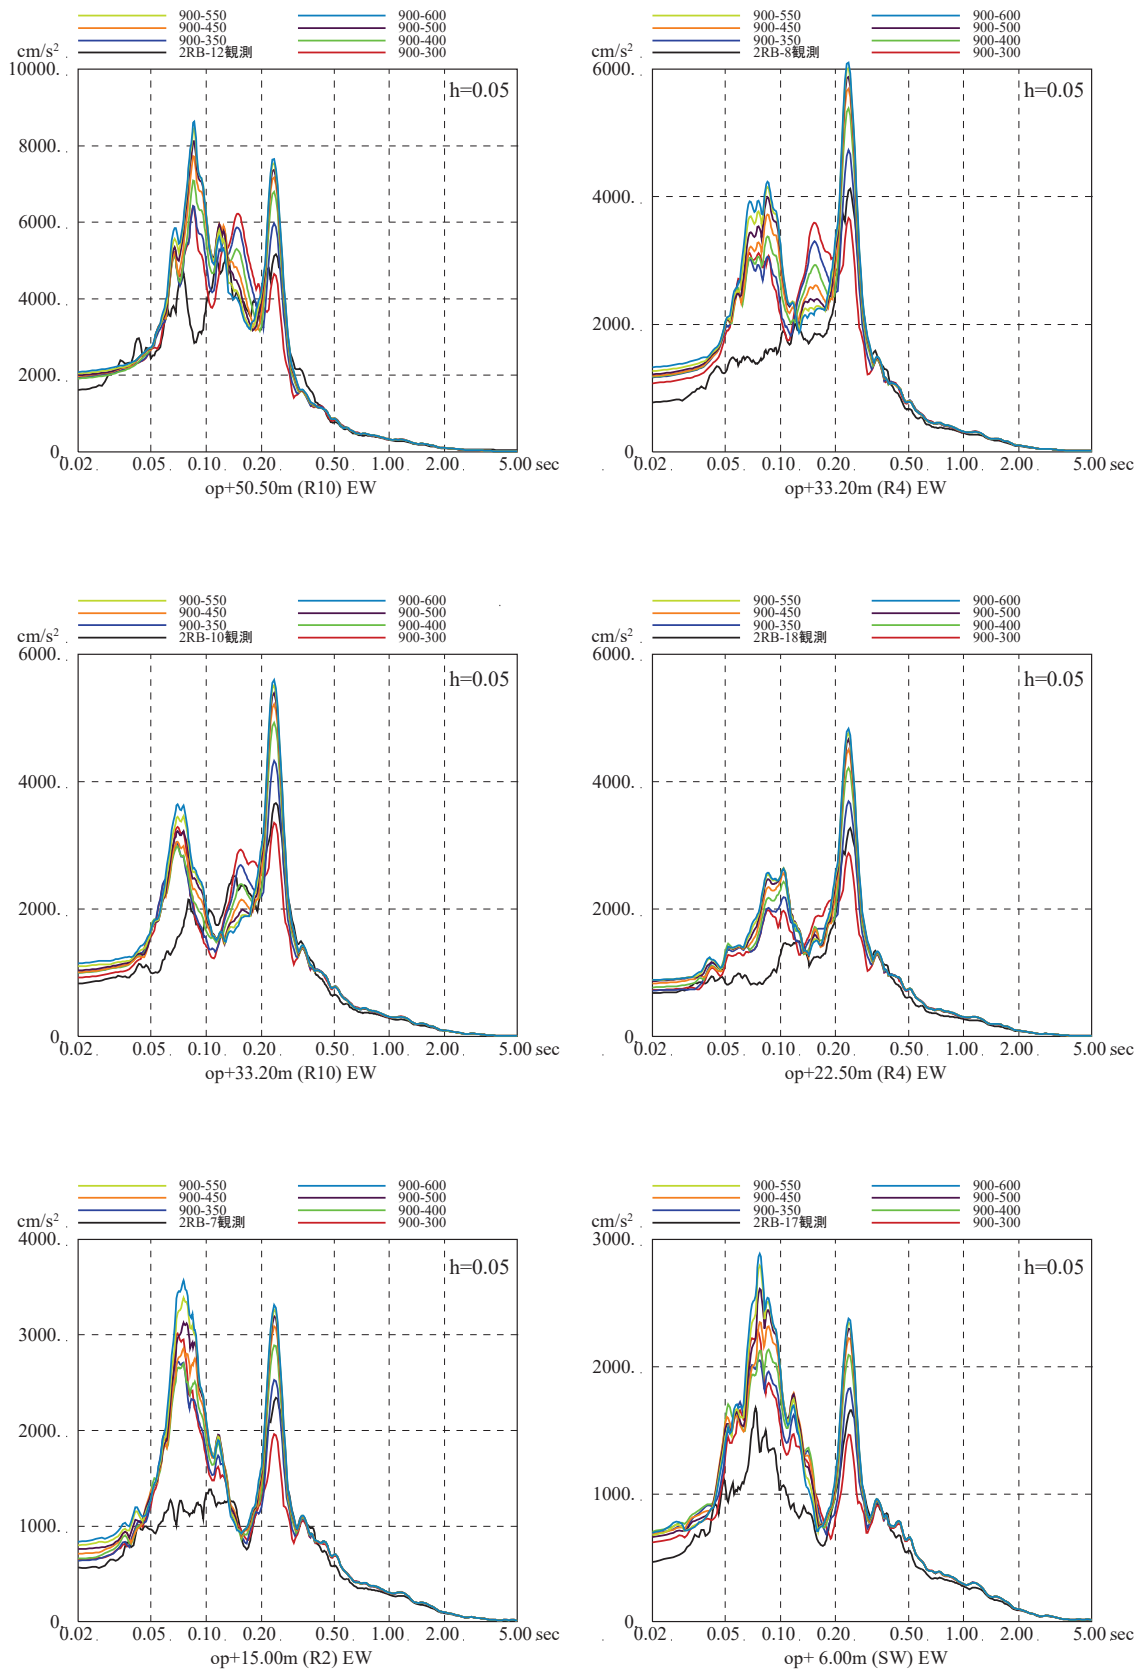 900-550 900-600
900-450 900-500
900-350 900-400
2RB-12観測 900-300
cm/s²
10000.
8000.
6000.
4000.
2000.
0.
h=0.05
0.02 0.05 0.10 0.20 0.50 1.00 2.00 5.00 sec
op+50.50m (R10) EW
900-550 900-600
900-450 900-500
900-350 900-400
2RB-8観測 900-300
cm/s²
6000.
4000.
2000.
0.
h=0.05
0.02 0.05 0.10 0.20 0.50 1.00 2.00 5.00 sec
op+33.20m (R4) EW
900-550 900-600
900-450 900-500
900-350 900-400
2RB-10観測 900-300
cm/s²
6000.
4000.
2000.
0.
h=0.05
0.02 0.05 0.10 0.20 0.50 1.00 2.00 5.00 sec
op+33.20m (R10) EW
900-550 900-600
900-450 900-500
900-350 900-400
2RB-18観測 900-300
cm/s²
6000.
4000.
2000.
0.
h=0.05
0.02 0.05 0.10 0.20 0.50 1.00 2.00 5.00 sec
op+22.50m (R4) EW
900-550 900-600
900-450 900-500
900-350 900-400
2RB-7観測 900-300
cm/s²
4000.
3000.
2000.
1000.
0.
h=0.05
0.02 0.05 0.10 0.20 0.50 1.00 2.00 5.00 sec
op+15.00m (R2) EW
900-550 900-600
900-450 900-500
900-350 900-400
2RB-17観測 900-300
cm/s²
3000.
2000.
1000.
0.
h=0.05
0.02 0.05 0.10 0.20 0.50 1.00 2.00 5.00 sec
op+ 6.00m (SW) EW